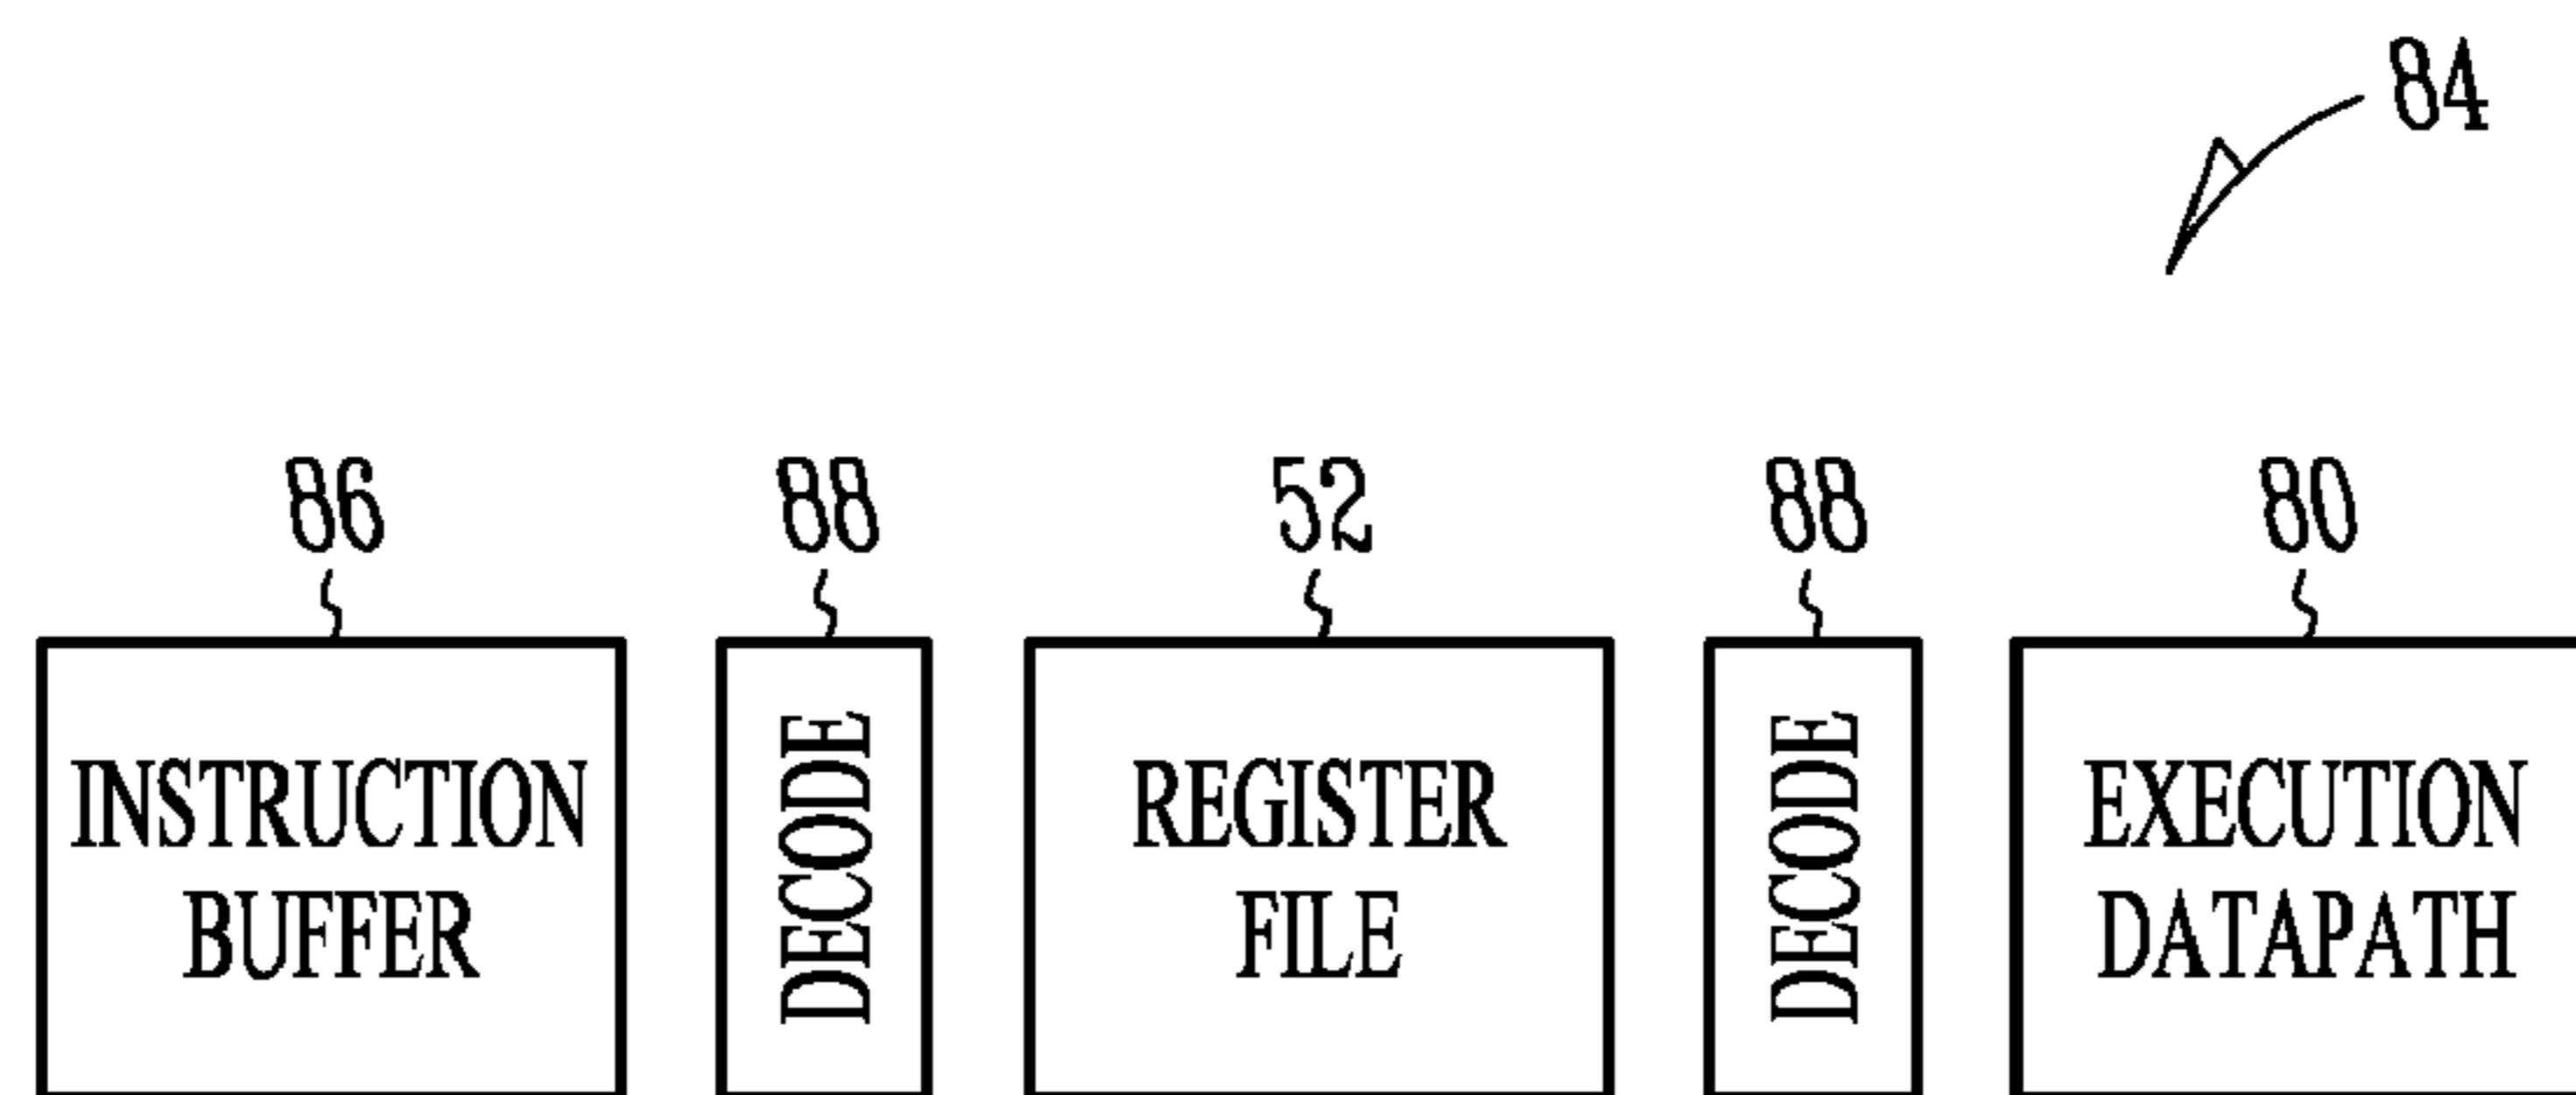 84
86
88
52
88
80
INSTRUCTION
BUFFER
DECODE
REGISTER
FILE
DECODE
EXECUTION
DATAPATH